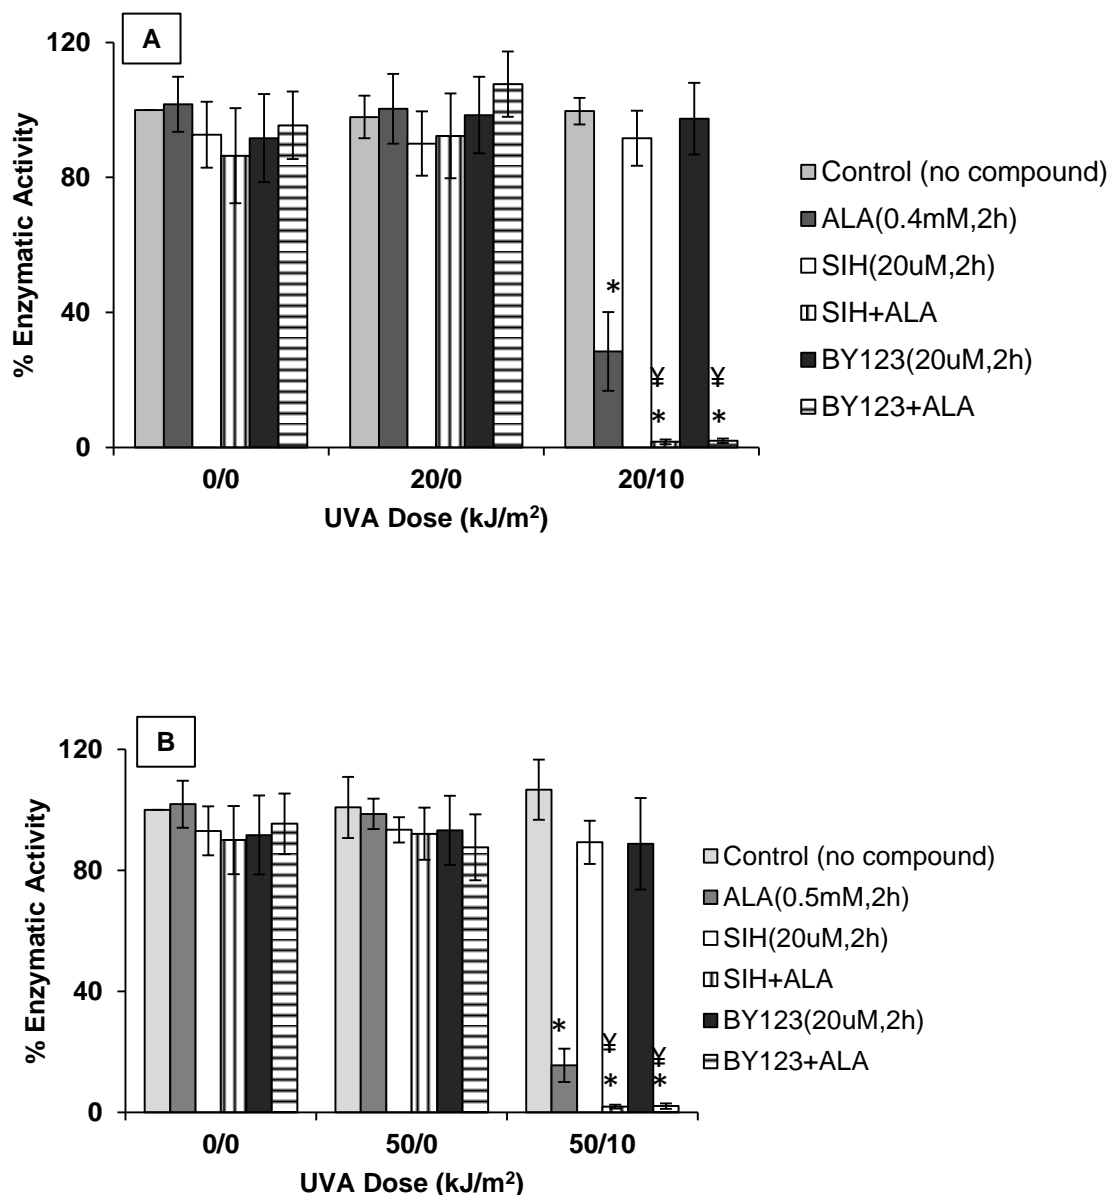 A
% Enzymatic Activity
120
80
40
0
*
¥ ¥
* *
0/0 20/0 20/10
UVA Dose (kJ/m²)
Control (no compound)
ALA(0.4mM,2h)
SIH(20uM,2h)
SIH+ALA
BY123(20uM,2h)
BY123+ALA
B
% Enzymatic Activity
120
80
40
0
*
¥ ¥
* *
0/0 50/0 50/10
UVA Dose (kJ/m²)
Control (no compound)
ALA(0.5mM,2h)
SIH(20uM,2h)
SIH+ALA
BY123(20uM,2h)
BY123+ALA